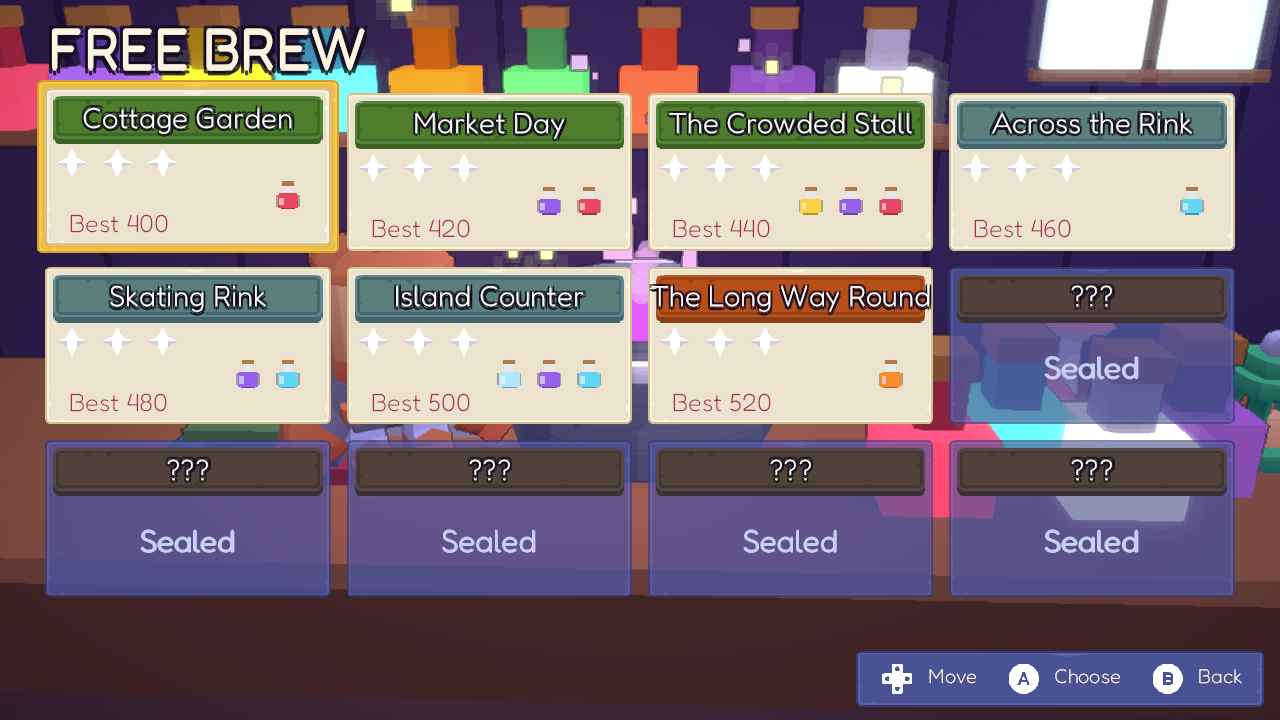 FREE BREW
Cottage Garden
Best 400
Market Day
Best 420
The Crowded Stall
Best 440
Across the Rink
Best 460
Skating Rink
Best 480
Island Counter
Best 500
The Long Way Round
Best 520
???
Sealed
???
Sealed
???
Sealed
???
Sealed
???
Sealed
A
B
Move
Choose
Back